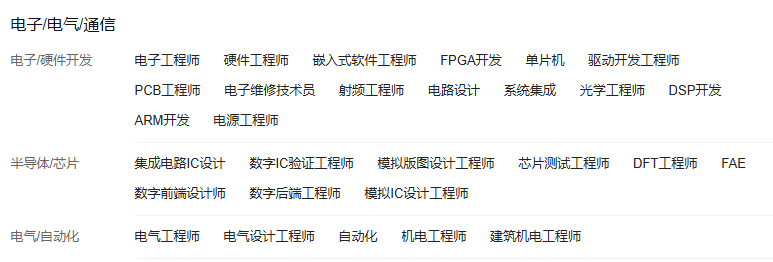 电子/电气/通信
电子/硬件开发 电子工程师 硬件工程师 嵌入式软件工程师 FPGA开发 单片机 驱动开发工程师
PCB工程师 电子维修技术员 射频工程师 电路设计 系统集成 光学工程师 DSP开发
ARM开发 电源工程师
半导体/芯片 集成电路IC设计 数字IC验证工程师 模拟版图设计工程师 芯片测试工程师 DFT工程师 FAE
数字前端设计师 数字后端工程师 模拟IC设计工程师
电气/自动化 电气工程师 电气设计工程师 自动化 机电工程师 建筑机电工程师